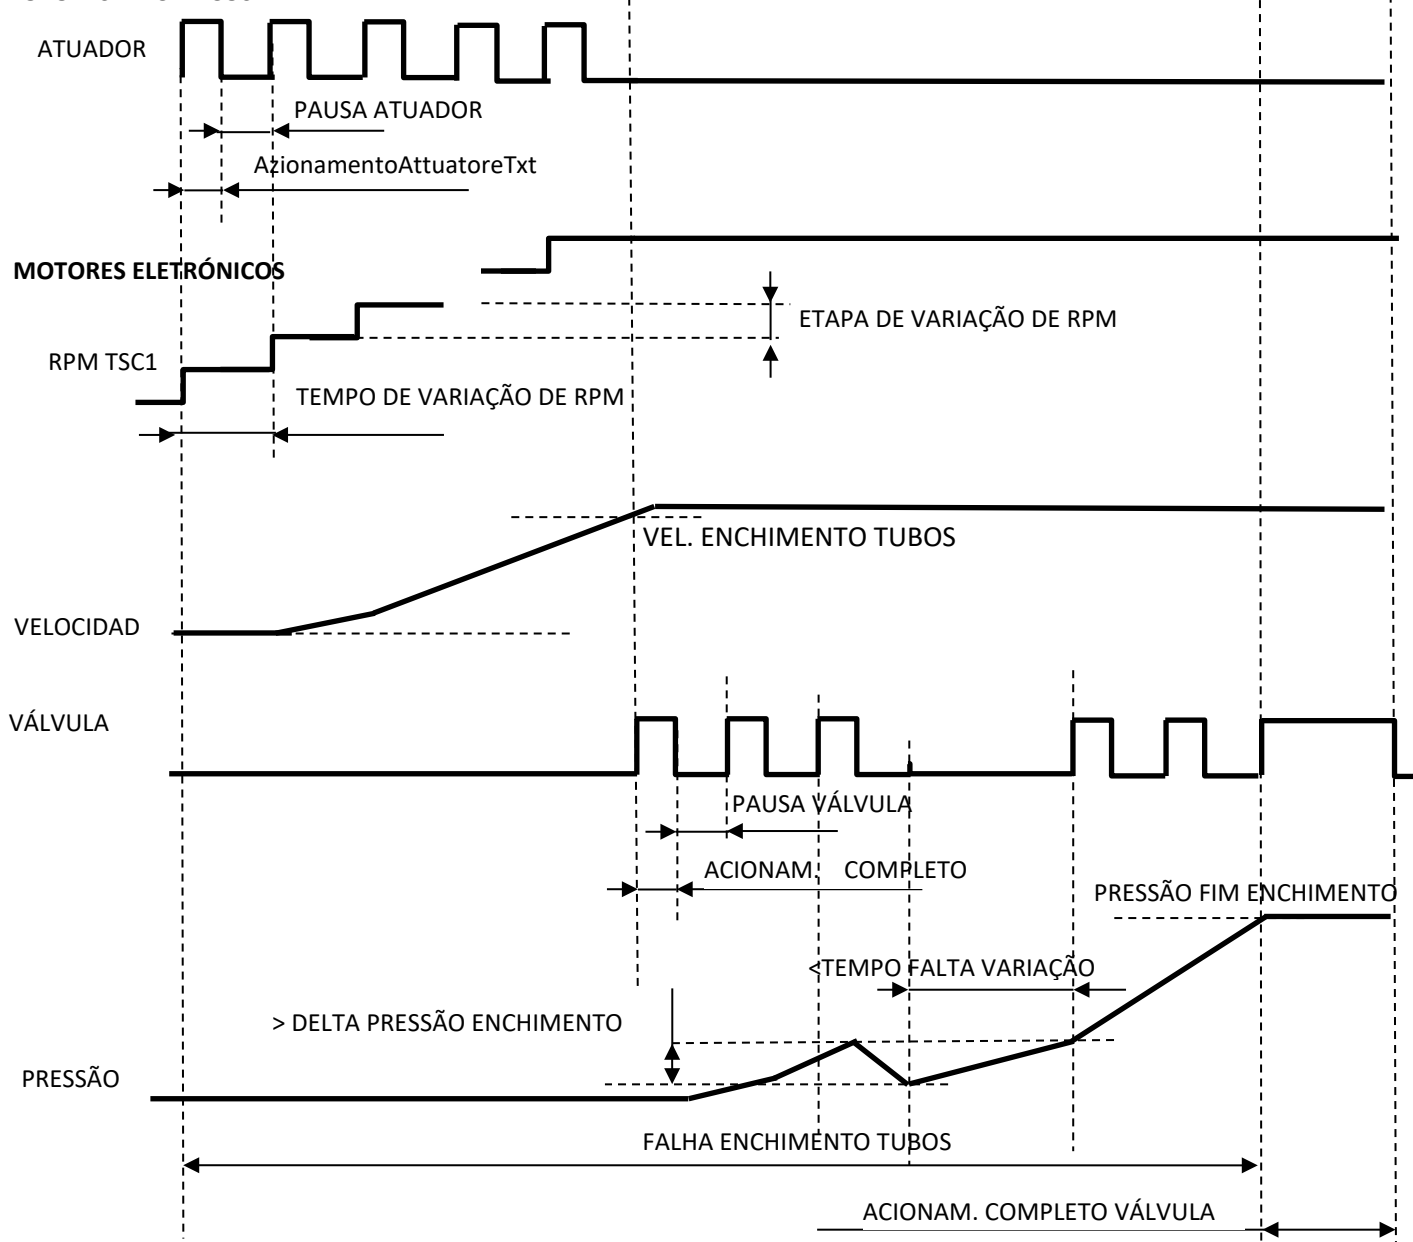 ATUADOR
PAUSA ATUADOR
AzionamentoAttuatoreTxt
MOTORES ELETRÓNICOS
ETAPA DE VARIAÇÃO DE RPM
RPM TSC1
TEMPO DE VARIAÇÃO DE RPM
VEL. ENCHIMENTO TUBOS
VELOCIDAD
VÁLVULA
PAUSA VÁLVULA
ACIONAM. COMPLETO
PRESSÃO FIM ENCHIMENTO
<TEMPO FALTA VARIAÇÃO
> DELTA PRESSÃO ENCHIMENTO
PRESSÃO
FALHA ENCHIMENTO TUBOS
ACIONAM. COMPLETO VÁLVULA